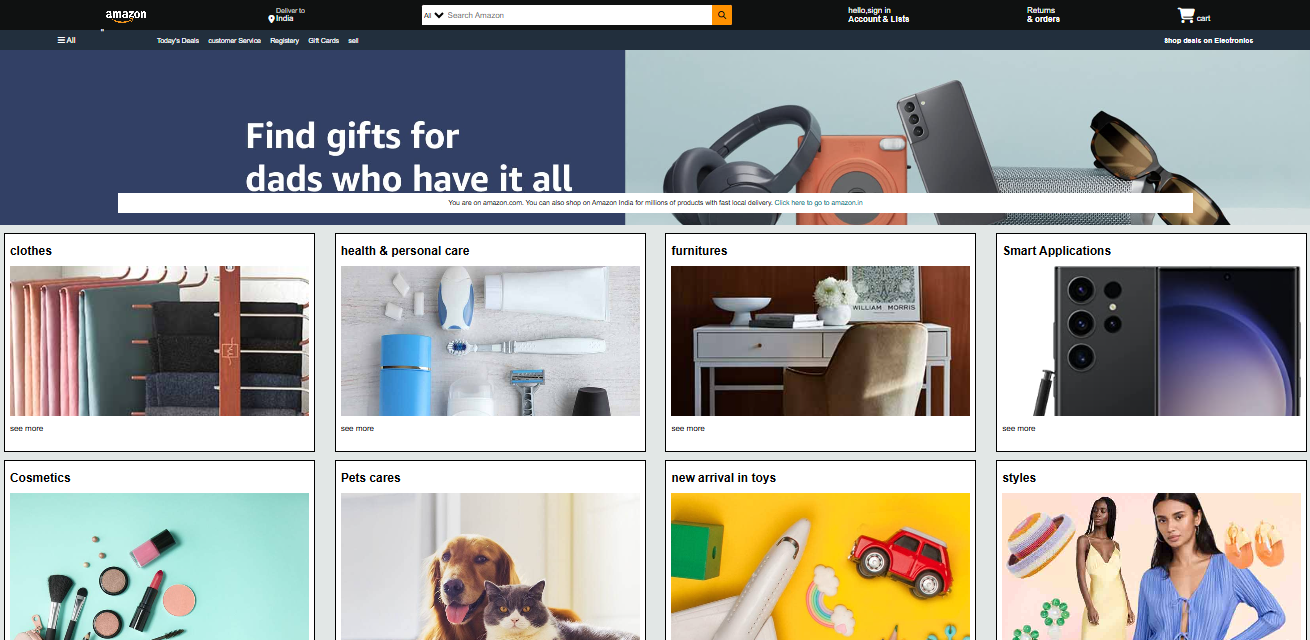 amazon
Deliver to
India
All
Search Amazon
hello,sign in
Account & Lists
Returns
& orders
cart
All
Today's Deals
customer Service
Registery
Gift Cards
sell
Shop deals on Electronics
Find gifts for
dads who have it all
You are on amazon.com. You can also shop on Amazon India for millions of products with fast local delivery. Click here to go to amazon.in
clothes
health & personal care
furnitures
Smart Applications
WILLIAM MORRIS
see more
see more
see more
see more
Cosmetics
Pets cares
new arrival in toys
styles